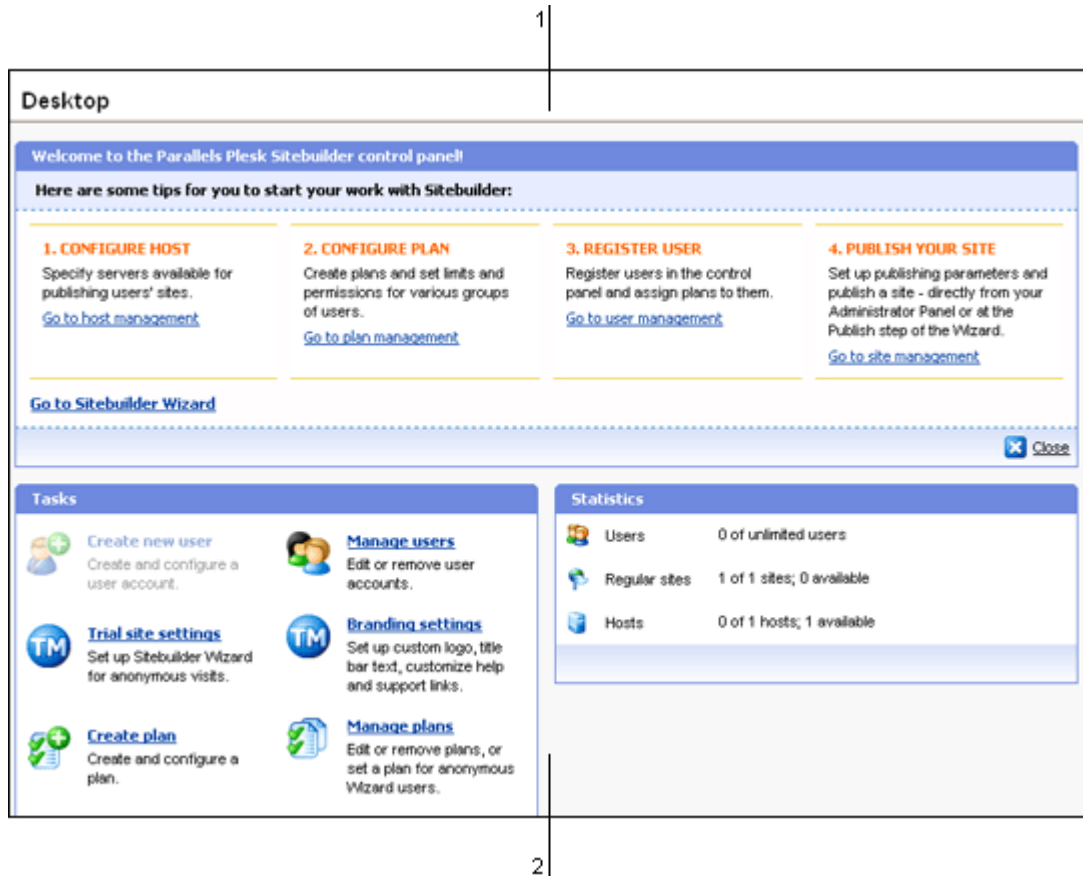 1
Desktop
Welcome to the Parallels Plesk Sitebuilder control panel!
Here are some tips for you to start your work with Sitebuilder:
1. CONFIGURE HOST
Specify servers available for
publishing users' sites.
Go to host management
2. CONFIGURE PLAN
Create plans and set limits and
permissions for various groups
of users.
Go to plan management
3. REGISTER USER
Register users in the control
panel and assign plans to them.
Go to user management
4. PUBLISH YOUR SITE
Set up publishing parameters and
publish a site - directly from your
Administrator Panel or at the
Publish step of the Wizard.
Go to site management
Go to Sitebuilder Wizard
Close
Tasks
Create new user
Create and configure a
user account.
Manage users
Edit or remove user
accounts.
TM
Trial site settings
Set up Sitebuilder Wizard
for anonymous visits.
TM
Branding settings
Set up custom logo, title
bar text, customize help
and support links.
Create plan
Create and configure a
plan.
Manage plans
Edit or remove plans, or
set a plan for anonymous
Wizard users.
Statistics
Users 0 of unlimited users
Regular sites 1 of 1 sites; 0 available
Hosts 0 of 1 hosts; 1 available
2